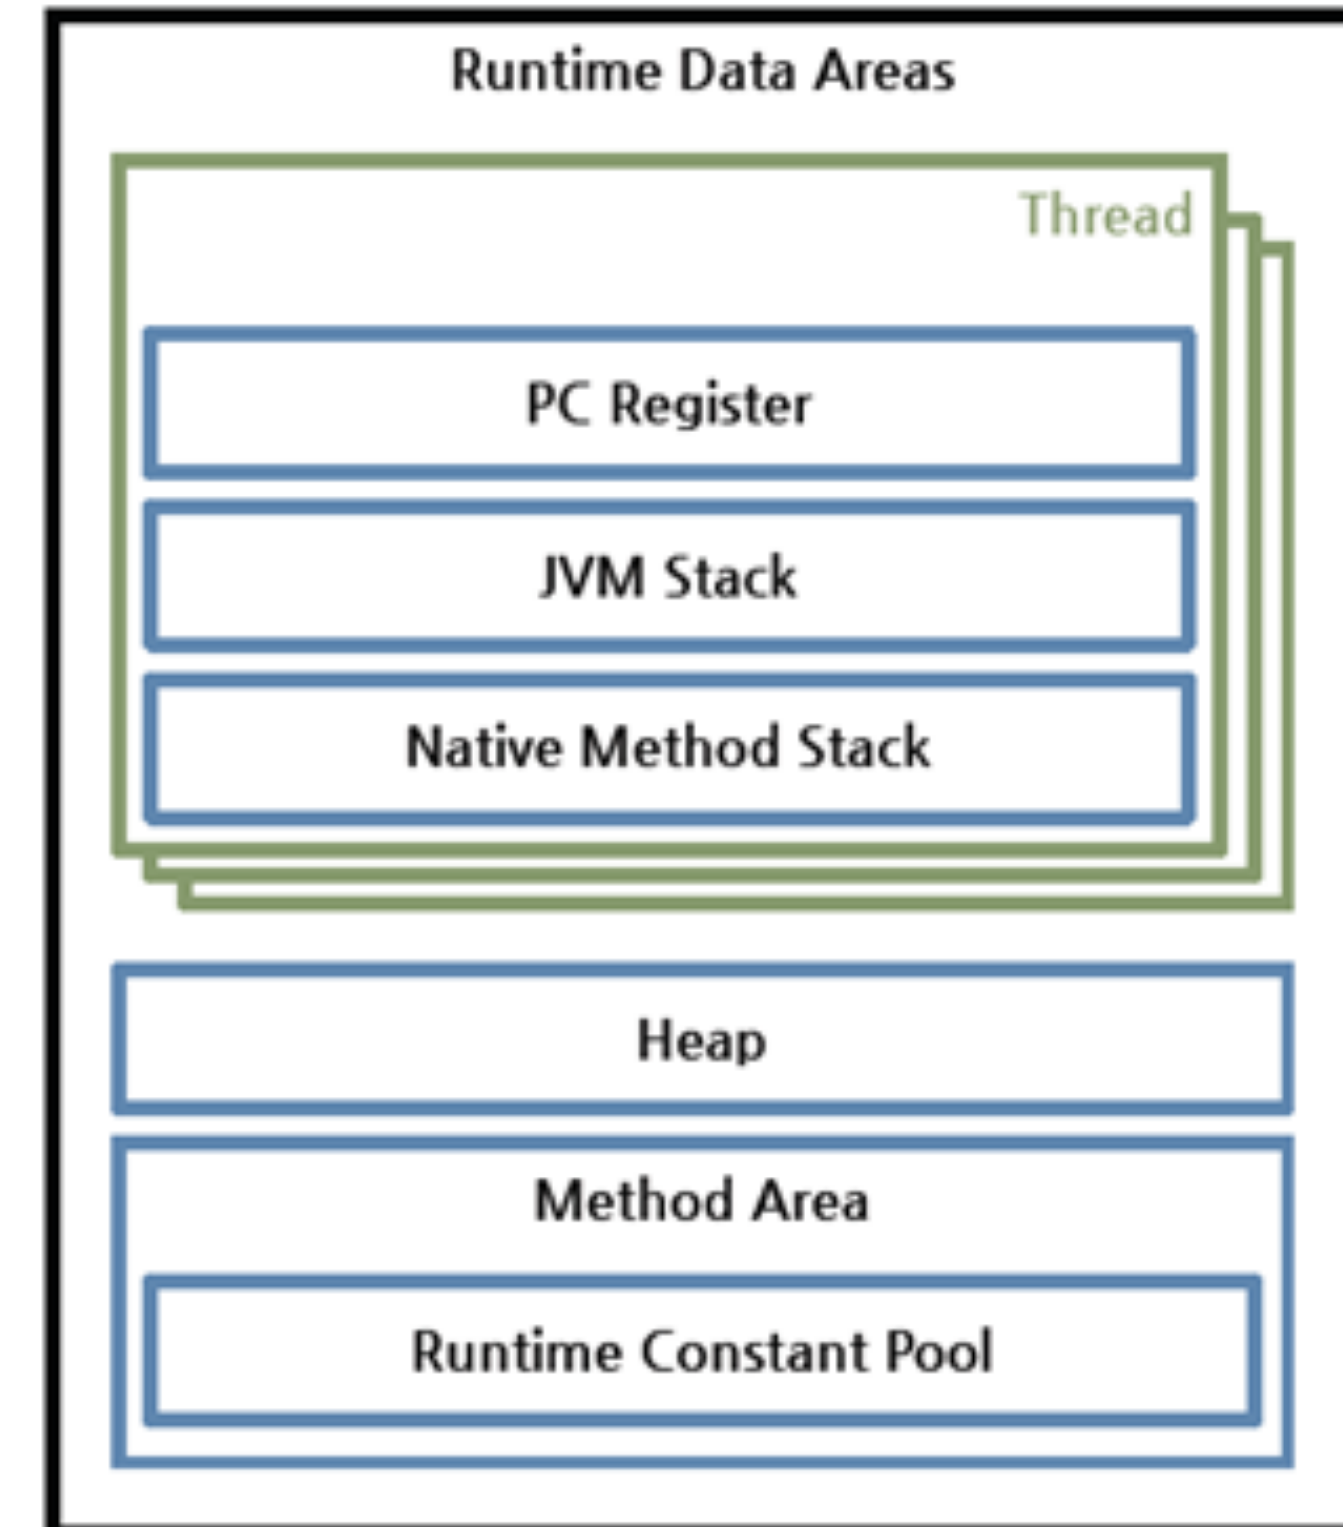 Runtime Data Areas
Thread
PC Register
JVM Stack
Native Method Stack
Heap
Method Area
Runtime Constant Pool